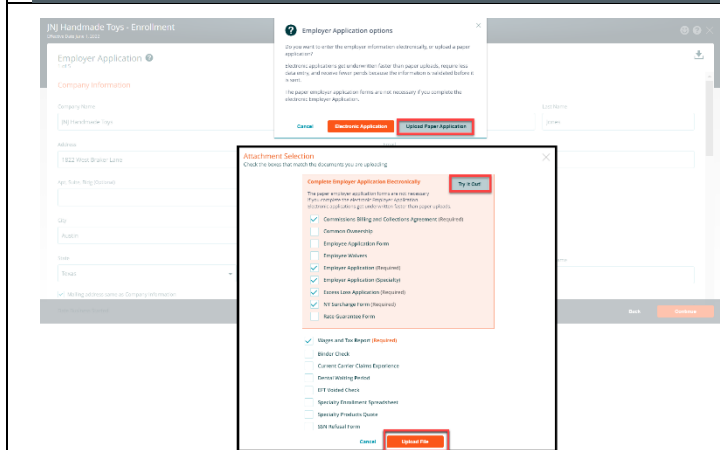 JNJ Handmade Toys - Enrollment
Effective Date: June 1, 2023
Employer Application
1 of 5
Company Information
Company Name
JNJ Handmade Toys
Last Name
Jones
Address
1822 West Braker Lane
Apt, Suite, Bldg (Optional)
City
Austin
State
Texas
Mailing address same as Company Information
Back
Continue
Employer Application options
Do you want to enter the employer information electronically, or upload a paper
application?
Electronic applications get underwritten faster than paper uploads, require less
data entry, and receive fewer pends because the information is validated before it
is sent.
The paper employer application forms are not necessary if you complete the
electronic Employer Application.
Cancel
Electronic Application
Upload Paper Application
Attachment Selection
Check the boxes that match the documents you are uploading
Complete Employer Application Electronically
Try it Out!
The paper employer application forms are not necessary
if you complete the electronic Employer Application
electronic applications get underwritten faster than paper uploads
Commissions Billing and Collections Agreement (Required)
Common Ownership
Employee Application Form
Employee Waivers
Employer Application (Required)
Employer Application (Specialty)
Excess Loss Application (Required)
NY Surcharge Form (Required)
Rate Guarantee Form
Wages and Tax Report (Required)
Binder Check
Current Carrier Claims Experience
Dental Waiting Period
EFT Voided Check
Specialty Enrollment Spreadsheet
Specialty Products Quote
SSN Refusal Form
Cancel
Upload File